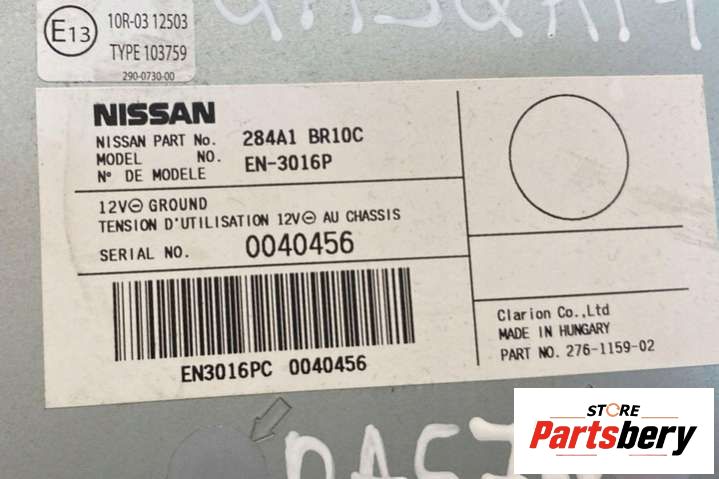 E13
10R-03 12503
TYPE 103759
290-0730-00
QASQAI
NISSAN
NISSAN PART No. 284A1 BR10C
MODEL NO. EN-3016P
N° DE MODELE
12V⊖ GROUND
TENSION D'UTILISATION 12V⊖ AU CHASSIS
SERIAL NO. 0040456
EN3016PC 0040456
Clarion Co.,Ltd
MADE IN HUNGARY
PART NO. 276-1159-02
STORE
Partsbery